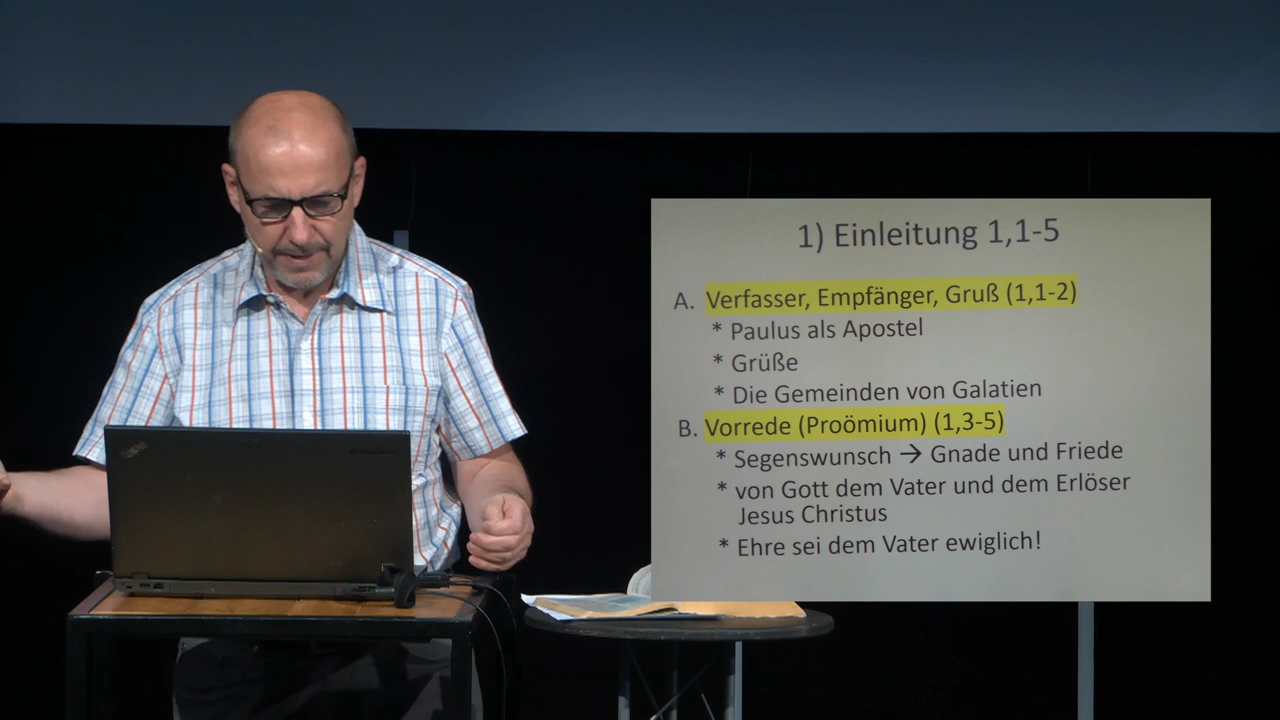 1) Einleitung 1,1-5
A. Verfasser, Empfänger, Gruß (1,1-2)
* Paulus als Apostel
* Grüße
* Die Gemeinden von Galatien
B. Vorrede (Proömium) (1,3-5)
* Segenswunsch → Gnade und Friede
* von Gott dem Vater und dem Erlöser
Jesus Christus
* Ehre sei dem Vater ewiglich!